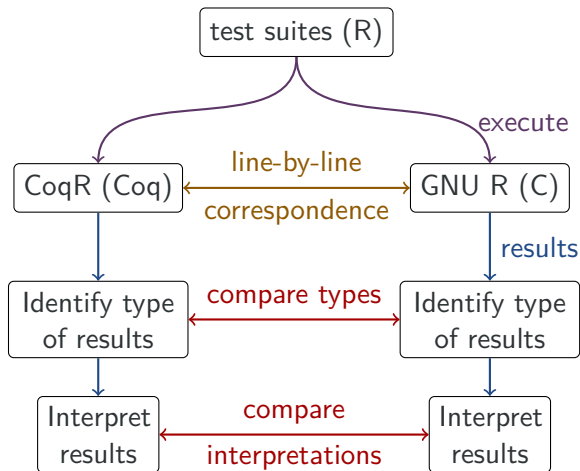 test suites (R)
execute
line-by-line
CoqR (Coq)
GNU R (C)
correspondence
results
Identify type
of results
compare types
Identify type
of results
Interpret
results
compare
interpretations
Interpret
results